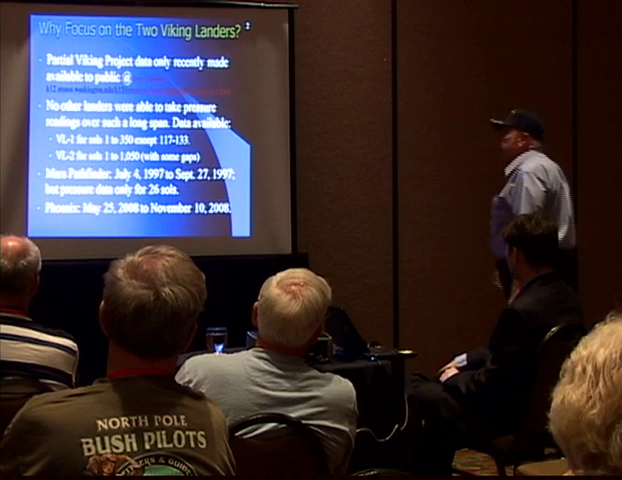 Why Focus on the Two Viking Landers? 2
· Partial Viking Project data only recently made
available to public @
· No other landers were able to take pressure
readings over such a long span. Data available:
· VL-1 for sols 1 to 350 except 117-133.
· VL-2 for sols 1 to 1,050 (with some gaps)
· Mars Pathfinder: July 4, 1997 to Sept. 27, 1997;
but pressure data only for 26 sols.
· Phoenix: May 25, 2008 to November 10, 2008.
NORTH POLE
BUSH PILOTS
& GUIDE